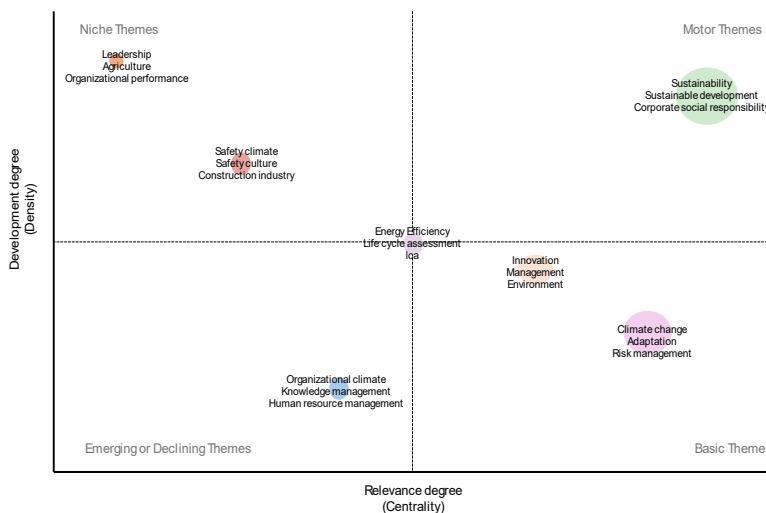 Niche Themes
Motor Themes
Leadership
Agriculture
Organizational performance
Sustainability
Sustainable development
Corporate social responsibility
Safety climate
Safety culture
Construction industry
Development degree
(Density)
Energy Efficiency
Life cycle assessment
lca
Innovation
Management
Environment
Climate change
Adaptation
Risk management
Organizational climate
Knowledge management
Human resource management
Emerging or Declining Themes
Basic Themes
Relevance degree
(Centrality)